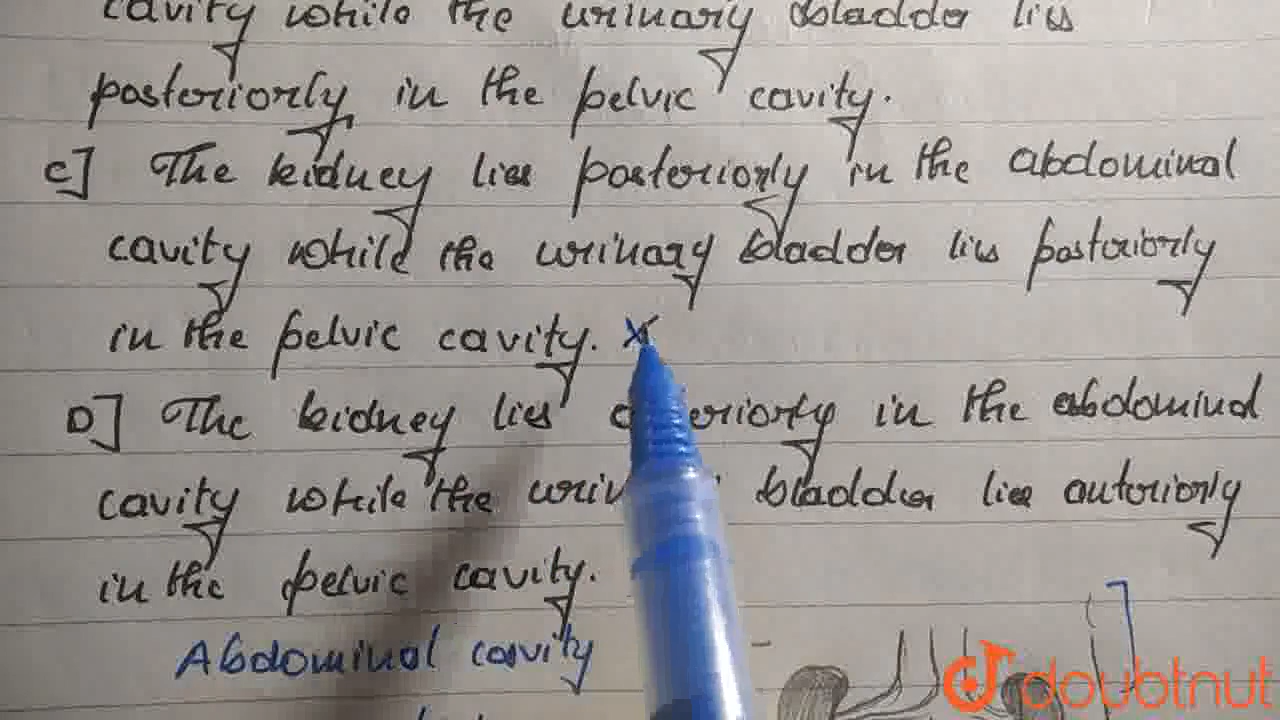 cavity while the urinary bladder lies
posteriorly in the pelvic cavity.
C] The kidney lies posteriorly in the abdominal
cavity while the urinary bladder lies posteriorly
in the pelvic cavity. X
D] The kidney lies in the abdominal
cavity while the bladder lies anteriorly
in the pelvic cavity.
Abdominal cavity
doubtnut